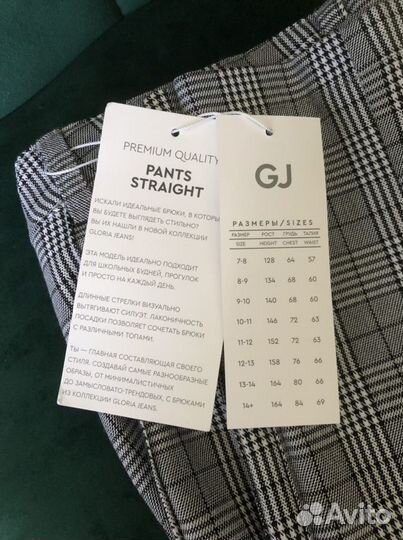 PREMIUM QUALITY
PANTS
STRAIGHT
ИСКАЛИ ИДЕАЛЬНЫЕ БРЮКИ, В КОТОРЫ
ВЫ БУДЕТЕ ВЫГЛЯДЕТЬ СТИЛЬНО?
ВЫ ИХ НАШЛИ В НОВОЙ КОЛЛЕКЦИИ
GLORIA JEANS!
ЭТА МОДЕЛЬ ИДЕАЛЬНО ПОДХОДИТ
ДЛЯ ШКОЛЬНЫХ БУДНЕЙ, ПРОГУЛОК
И ПРОСТО НА КАЖДЫЙ ДЕНЬ.
ДЛИННЫЕ СТРЕЛКИ ВИЗУАЛЬНО
ВЫТЯГИВАЮТ СИЛУЭТ. ЛАКОНИЧНОСТЬ
ПОСАДКИ ПОЗВОЛЯЕТ СОЧЕТАТЬ БРЮКИ
С РАЗЛИЧНЫМИ ТОПАМИ.
ТЫ — ГЛАВНАЯ СОСТАВЛЯЮЩАЯ СВОЕГО
СТИЛЯ. СОЗДАВАЙ САМЫЕ РАЗНООБРАЗНЫЕ
ОБРАЗЫ, ОТ МИНИМАЛИСТИЧНЫХ
ДО ЗАМЫСЛОВАТО-ТРЕНДОВЫХ, С БРЮКАМИ
ИЗ КОЛЛЕКЦИИ GLORIA JEANS.
GJ
РАЗМЕРЫ/SIZES
РАЗМЕР РОСТ ГРУДЬ ТАЛИЯ
SIZE HEIGHT CHEST WAIST
7-8 128 64 57
8-9 134 68 60
9-10 140 68 60
10-11 146 72 63
11-12 152 72 63
12-13 158 76 66
13-14 164 80 66
14+ 164 84 69
Avito